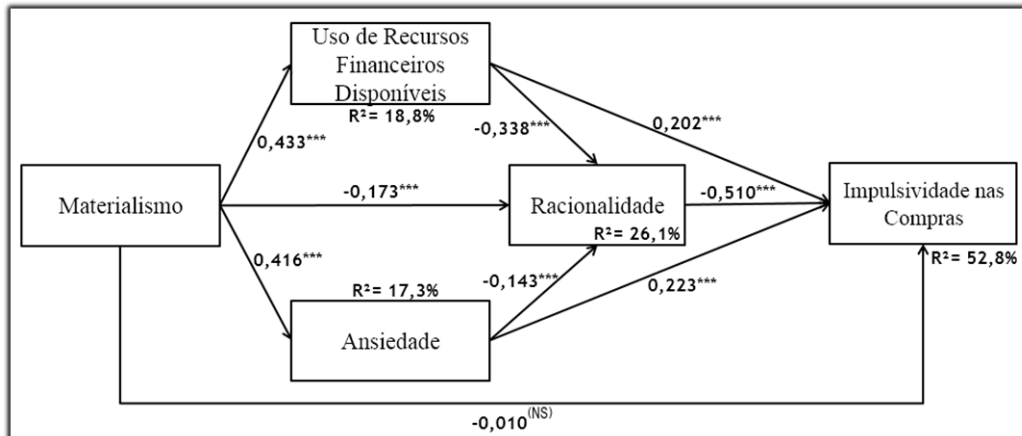 Uso de Recursos
Financeiros
Disponíveis
R²= 18,8%
0,433***
-0,338***
0,202***
Materialismo
-0,173***
Racionalidade
R²= 26,1%
-0,510***
Impulsividade nas
Compras
R²= 52,8%
0,416***
R²= 17,3%
-0,143***
0,223***
Ansiedade
-0,010(NS)